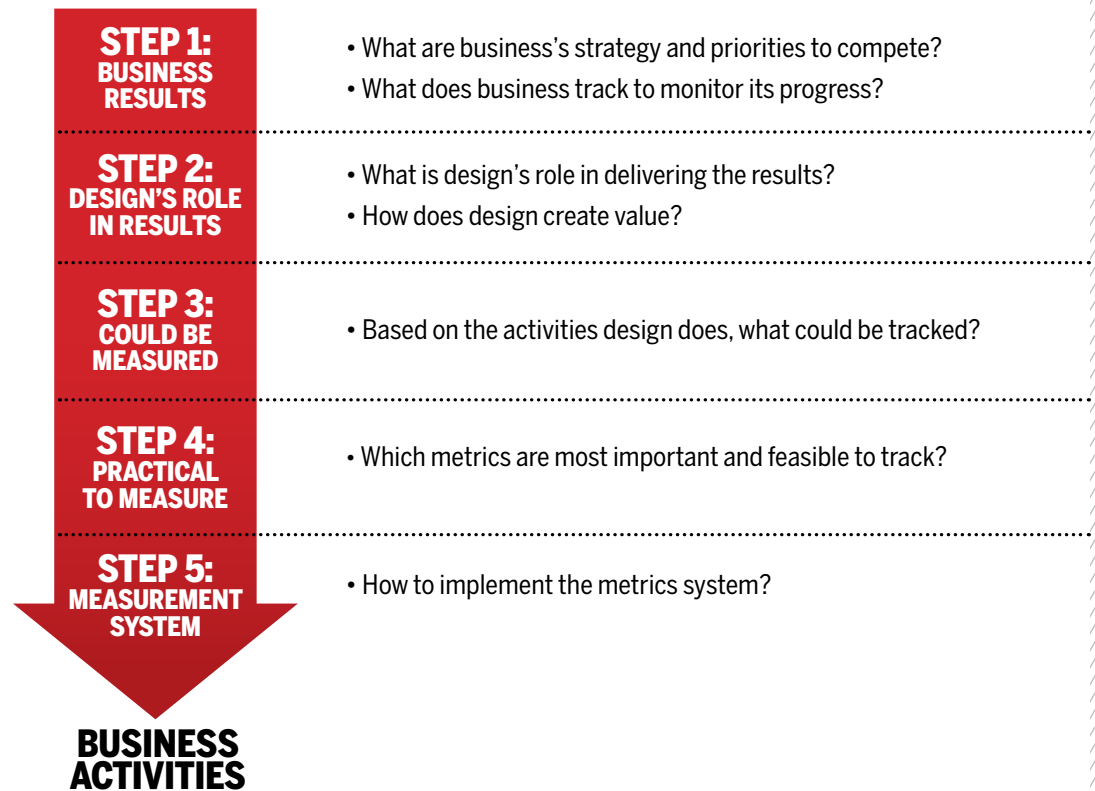 STEP 1:
BUSINESS
RESULTS
• What are business’s strategy and priorities to compete?
• What does business track to monitor its progress?
STEP 2:
DESIGN’S ROLE
IN RESULTS
• What is design’s role in delivering the results?
• How does design create value?
STEP 3:
COULD BE
MEASURED
• Based on the activities design does, what could be tracked?
STEP 4:
PRACTICAL
TO MEASURE
• Which metrics are most important and feasible to track?
STEP 5:
MEASUREMENT
SYSTEM
• How to implement the metrics system?
BUSINESS
ACTIVITIES